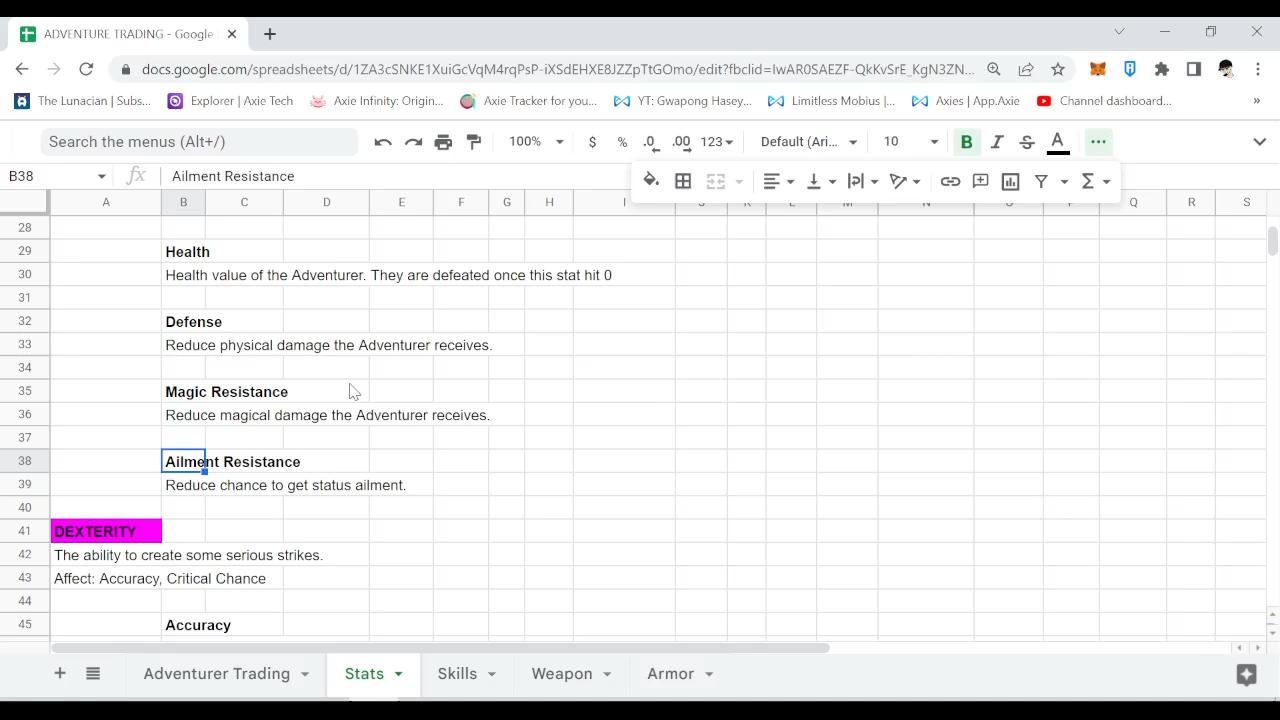 ADVENTURE TRADING - Google
docs.google.com/spreadsheets/d/1ZA3cSNKE1XuiGcVqM4rqPsP-iXSdEHXE8JZZpTtGOmo/edit?fbclid=IwAR0SAEZF-QkKvSrE_KgN3ZN...
The Lunacian | Subs... Explorer | Axie Tech Axie Infinity: Origin... Axie Tracker for you... YT: Gwapong Hasey... Limitless Mobius |... Axies | App.Axie Channel dashboard... »
Search the menus (Alt+/) 100% $ % .0 .00 123 Default (Ari... 10 B I S A
B38 fx Ailment Resistance
A B C D E F G H I Q R S
28
29 Health
30 Health value of the Adventurer. They are defeated once this stat hit 0
31
32 Defense
33 Reduce physical damage the Adventurer receives.
34
35 Magic Resistance
36 Reduce magical damage the Adventurer receives.
37
38 Ailment Resistance
39 Reduce chance to get status ailment.
40
41 DEXTERITY
42 The ability to create some serious strikes.
43 Affect: Accuracy, Critical Chance
44
45 Accuracy
Adventurer Trading Stats Skills Weapon Armor